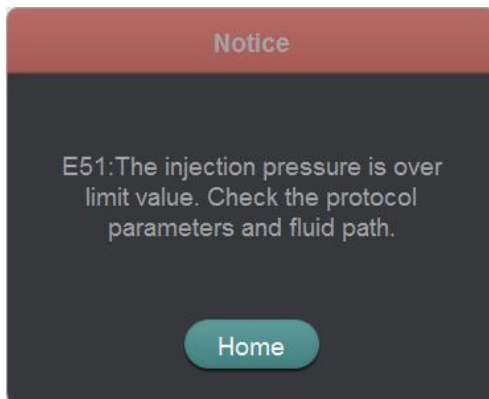 Notice
E51:The injection pressure is over
limit value. Check the protocol
parameters and fluid path.
Home